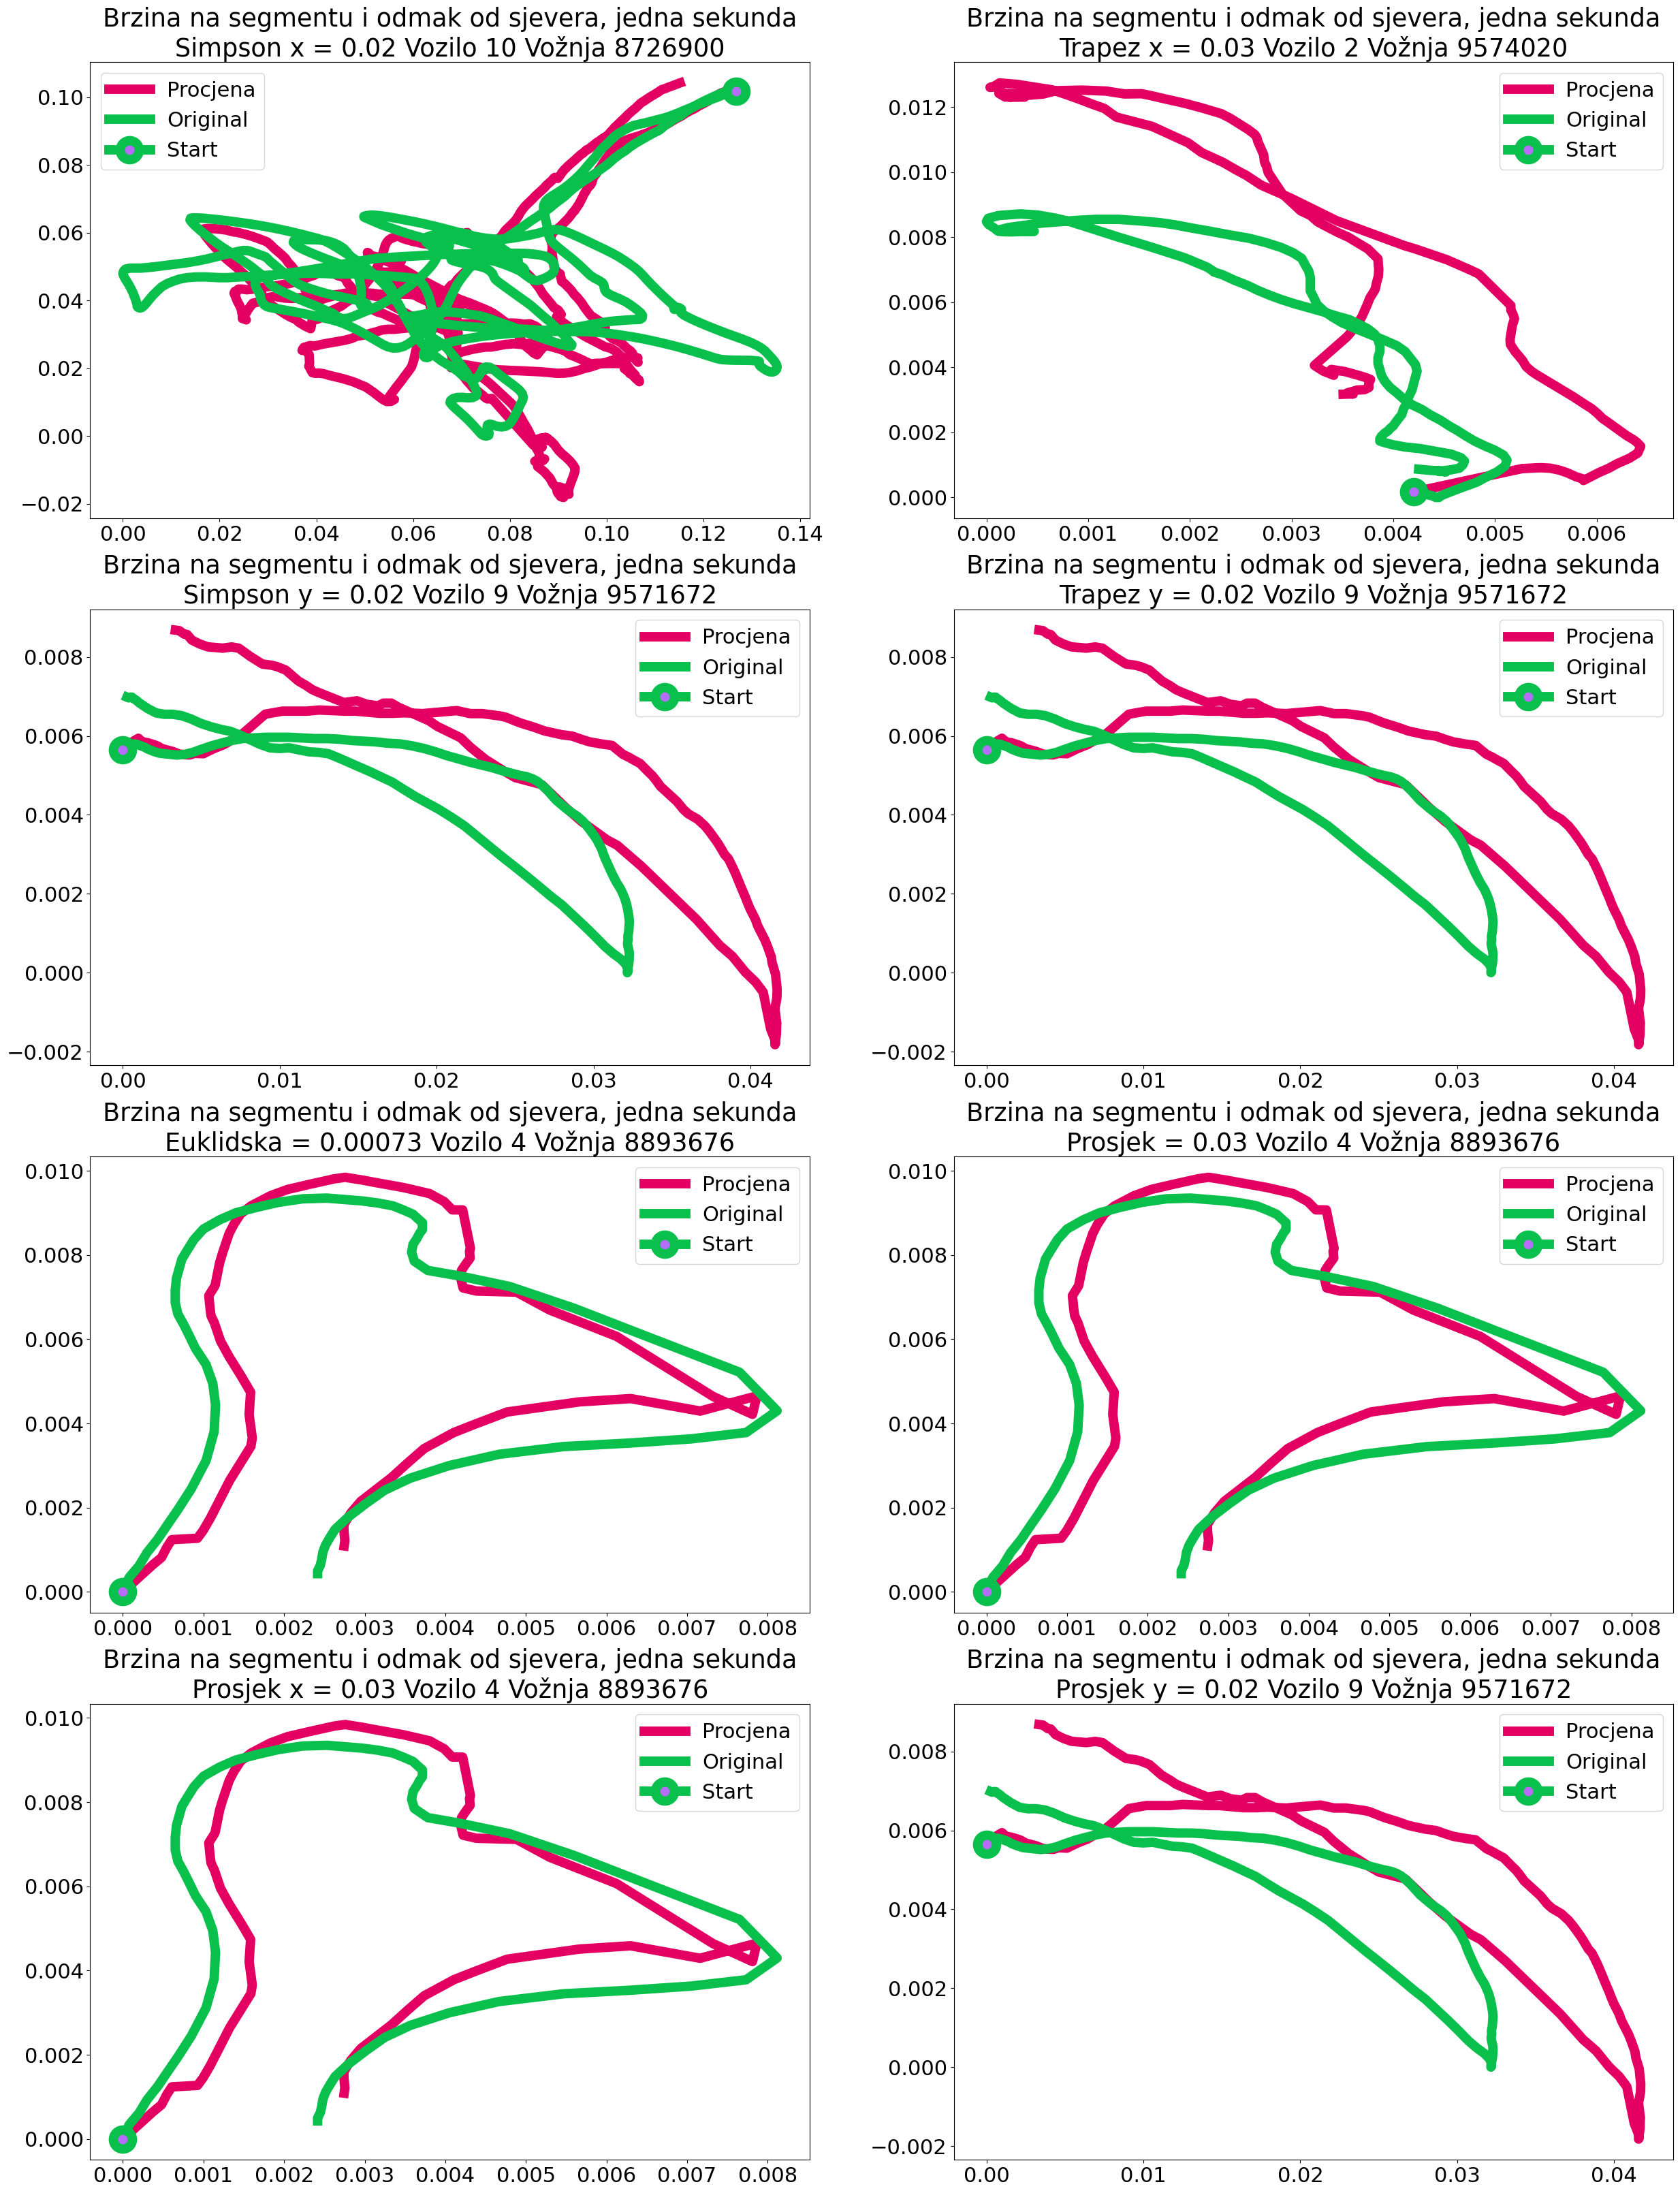 Brzina na segmentu i odmak od sjevera, jedna sekunda
Simpson x = 0.02 Vozilo 10 Vožnja 8726900
Procjena
Original
Start
0.10
0.08
0.06
0.04
0.02
0.00
−0.02
0.00 0.02 0.04 0.06 0.08 0.10 0.12 0.14
Brzina na segmentu i odmak od sjevera, jedna sekunda
Trapez x = 0.03 Vozilo 2 Vožnja 9574020
Procjena
Original
Start
0.012
0.010
0.008
0.006
0.004
0.002
0.000
0.000 0.001 0.002 0.003 0.004 0.005 0.006
Brzina na segmentu i odmak od sjevera, jedna sekunda
Simpson y = 0.02 Vozilo 9 Vožnja 9571672
Procjena
Original
Start
0.008
0.006
0.004
0.002
0.000
−0.002
0.00 0.01 0.02 0.03 0.04
Brzina na segmentu i odmak od sjevera, jedna sekunda
Trapez y = 0.02 Vozilo 9 Vožnja 9571672
Procjena
Original
Start
0.008
0.006
0.004
0.002
0.000
−0.002
0.00 0.01 0.02 0.03 0.04
Brzina na segmentu i odmak od sjevera, jedna sekunda
Euklidska = 0.00073 Vozilo 4 Vožnja 8893676
Procjena
Original
Start
0.010
0.008
0.006
0.004
0.002
0.000
0.000 0.001 0.002 0.003 0.004 0.005 0.006 0.007 0.008
Brzina na segmentu i odmak od sjevera, jedna sekunda
Prosjek = 0.03 Vozilo 4 Vožnja 8893676
Procjena
Original
Start
0.010
0.008
0.006
0.004
0.002
0.000
0.000 0.001 0.002 0.003 0.004 0.005 0.006 0.007 0.008
Brzina na segmentu i odmak od sjevera, jedna sekunda
Prosjek x = 0.03 Vozilo 4 Vožnja 8893676
Procjena
Original
Start
0.010
0.008
0.006
0.004
0.002
0.000
0.000 0.001 0.002 0.003 0.004 0.005 0.006 0.007 0.008
Brzina na segmentu i odmak od sjevera, jedna sekunda
Prosjek y = 0.02 Vozilo 9 Vožnja 9571672
Procjena
Original
Start
0.008
0.006
0.004
0.002
0.000
−0.002
0.00 0.01 0.02 0.03 0.04